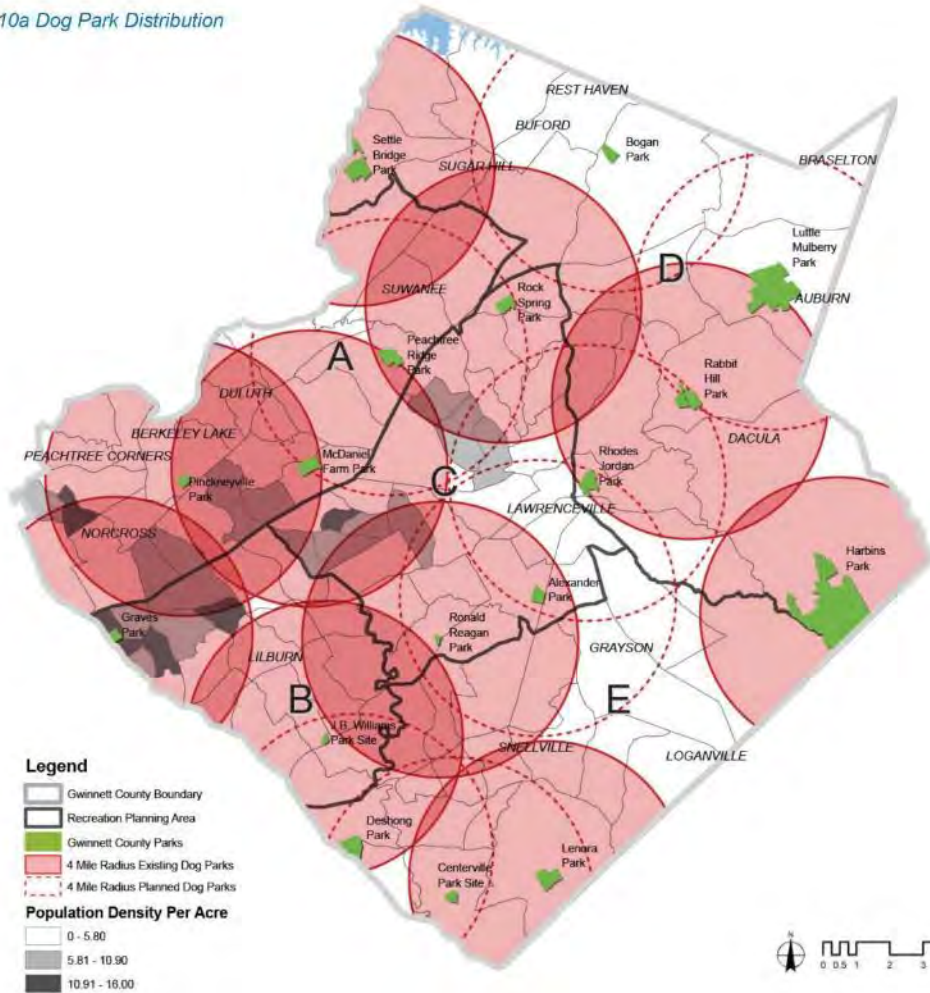 10a Dog Park Distribution
REST HAVEN
BUFORD
Bogan
Park
BRASELTON
Settle
Bridge
Park
SUGAR HILL
Luttle
Mulberry
Park
D
AUBURN
SUWANEE
Rock
Spring
Park
Peachtree
Ridge
Park
A
Rabbit
Hill
Park
DULUTH
BERKELEY LAKE
DACULA
PEACHTREE CORNERS
McDaniel
Farm Park
Rhodes
Jordan
Park
Pinckneyville
Park
C
LAWRENCEVILLE
NORCROSS
Harbins
Park
Alexander
Park
Graves
Park
Ronald
Reagan
Park
GRAYSON
LILBURN
B
E
J.B. Williams
Park Site
SNELLVILLE
LOGANVILLE
Deshong
Park
Centerville
Park Site
Lenora
Park
Legend
Gwinnett County Boundary
Recreation Planning Area
Gwinnett County Parks
4 Mile Radius Existing Dog Parks
4 Mile Radius Planned Dog Parks
Population Density Per Acre
0 - 5.80
5.81 - 10.90
10.91 - 16.00
N
0 0.5 1 2 3